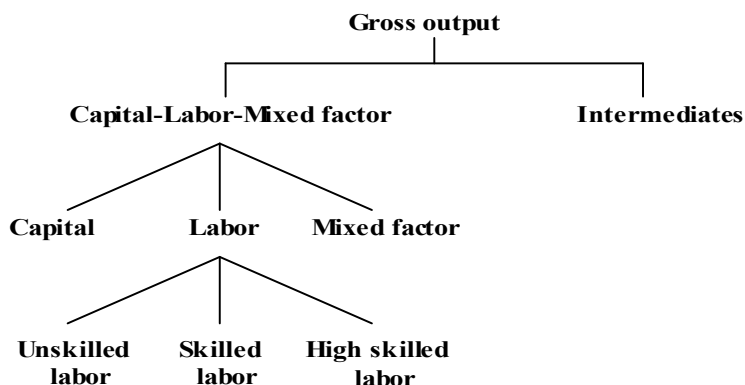 Gross output
Capital-Labor-Mixed factor Intermediates
Capital Labor Mixed factor
Unskilled Skilled High skilled
labor labor labor